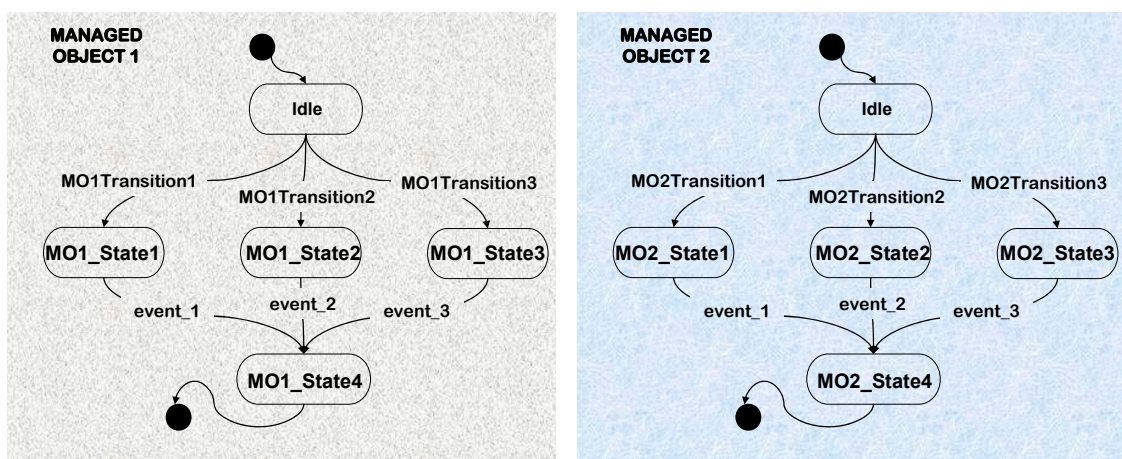 MANAGED
OBJECT 1
Idle
MO1Transition1
MO1Transition2
MO1Transition3
MO1_State1
MO1_State2
MO1_State3
event_1
event_2
event_3
MO1_State4
MANAGED
OBJECT 2
Idle
MO2Transition1
MO2Transition2
MO2Transition3
MO2_State1
MO2_State2
MO2_State3
event_1
event_2
event_3
MO2_State4